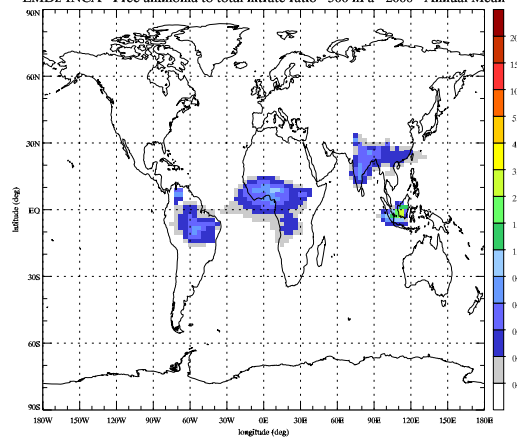 LMDz-INCA - Free ammonia to total nitrate ratio - 500 hPa - 2000 - Annual Mean
90N
60N
30N
EQ
30S
60S
90S
latitude (deg)
180W 150W 120W 90W 60W 30W 0E 30E 60E 90E 120E 150E 180E
longitude (deg)
20
15
10
6
5
4
3
2
1
1
0
0
0
0
0
0